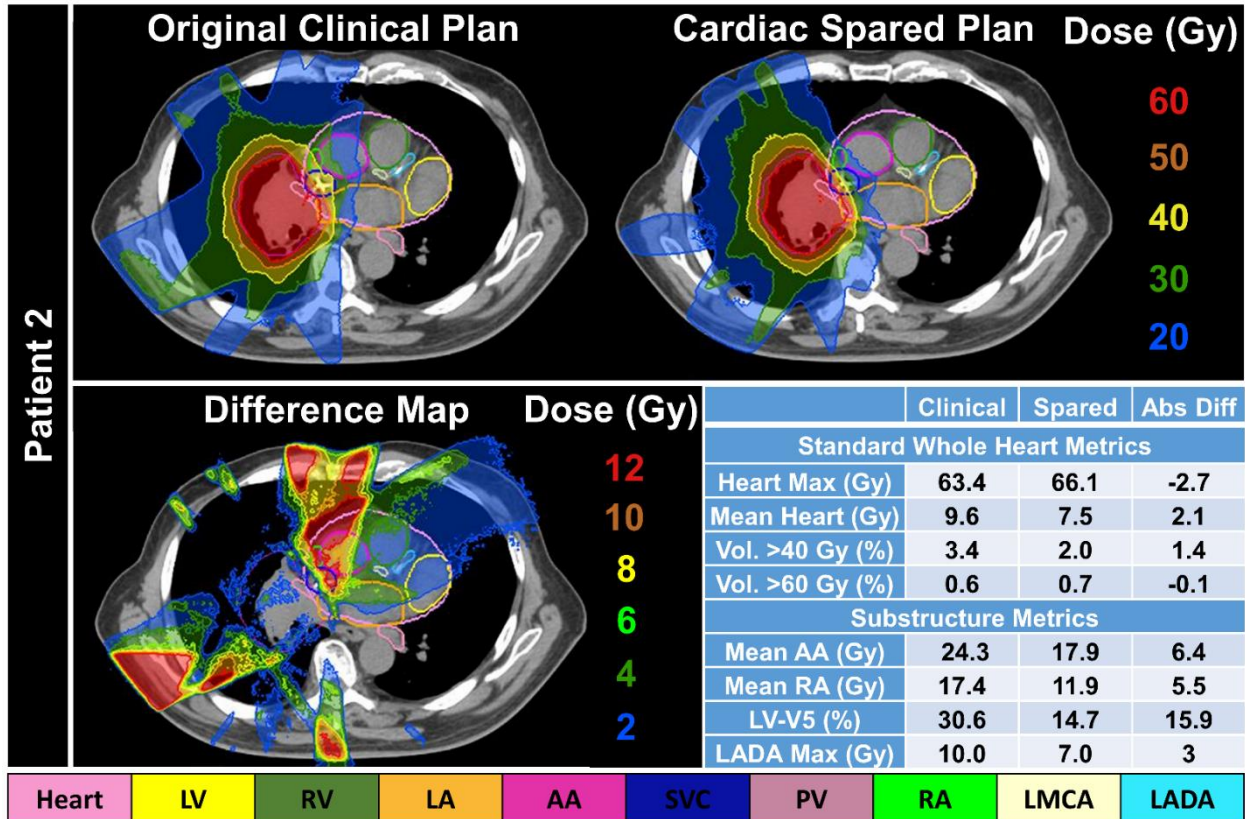 Patient 2
Original Clinical Plan
Cardiac Spared Plan
Dose (Gy)
60
50
40
30
20
Difference Map
Dose (Gy)
12
10
8
6
4
2
Clinical Spared Abs Diff
Standard Whole Heart Metrics
Heart Max (Gy) 63.4 66.1 -2.7
Mean Heart (Gy) 9.6 7.5 2.1
Vol. >40 Gy (%) 3.4 2.0 1.4
Vol. >60 Gy (%) 0.6 0.7 -0.1
Substructure Metrics
Mean AA (Gy) 24.3 17.9 6.4
Mean RA (Gy) 17.4 11.9 5.5
LV-V5 (%) 30.6 14.7 15.9
LADA Max (Gy) 10.0 7.0 3
Heart LV RV LA AA SVC PV RA LMCA LADA